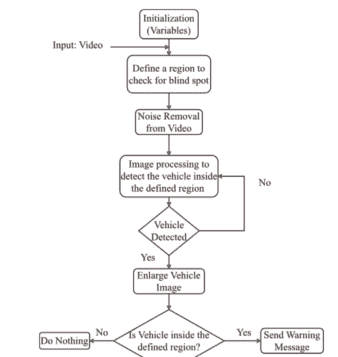 Initialization
(Variables)
Input: Video
Define a region to
check for blind spot
Noise Removal
from Video
Image processing to
detect the vehicle inside
the defined region
No
Vehicle
Detected
Yes
Enlarge Vehicle
Image
Is Vehicle inside the
defined region?
No
Do Nothing
Yes
Send Warning
Message